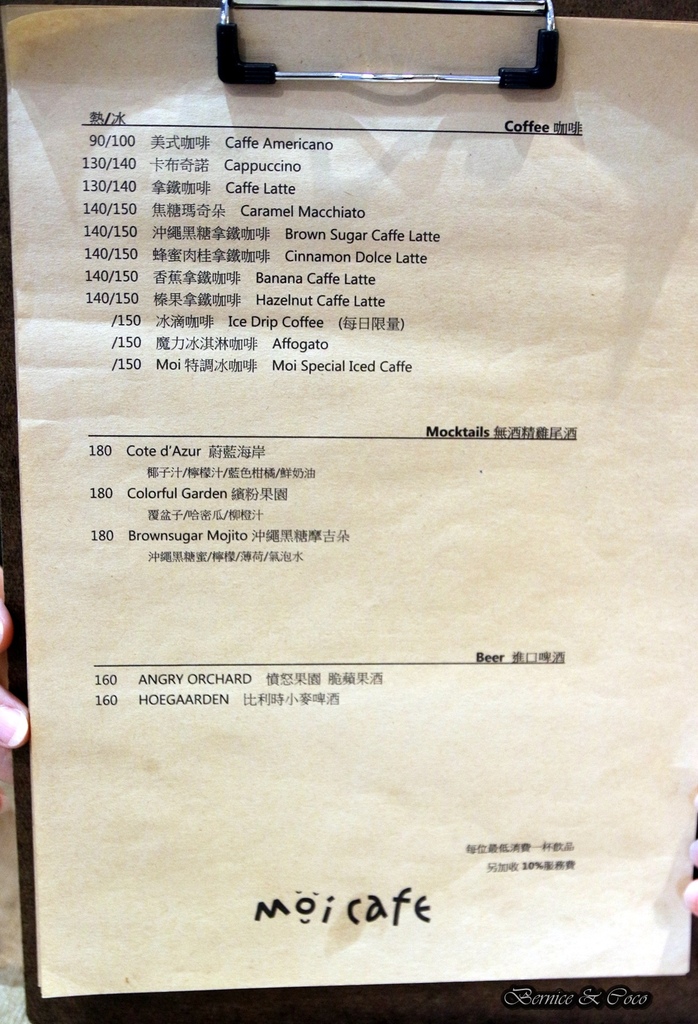 熱/冰
Coffee 咖啡
90/100 美式咖啡 Caffe Americano
130/140 卡布奇諾 Cappuccino
130/140 拿鐵咖啡 Caffe Latte
140/150 焦糖瑪奇朵 Caramel Macchiato
140/150 沖繩黑糖拿鐵咖啡 Brown Sugar Caffe Latte
140/150 蜂蜜肉桂拿鐵咖啡 Cinnamon Dolce Latte
140/150 香蕉拿鐵咖啡 Banana Caffe Latte
140/150 榛果拿鐵咖啡 Hazelnut Caffe Latte
/150 冰滴咖啡 Ice Drip Coffee (每日限量)
/150 魔力冰淇淋咖啡 Affogato
/150 Moi 特調冰咖啡 Moi Special Iced Caffe
Mocktails 無酒精雞尾酒
180 Cote d'Azur 蔚藍海岸
椰子汁/檸檬汁/藍色柑橘/鮮奶油
180 Colorful Garden 繽粉果園
覆盆子/哈密瓜/柳橙汁
180 Brownsugar Mojito 沖繩黑糖摩吉朵
沖繩黑糖蜜/檸檬/薄荷/氣泡水
Beer 進口啤酒
160 ANGRY ORCHARD 憤怒果園 脆蘋果酒
160 HOEGAARDEN 比利時小麥啤酒
每位最低消費一杯飲品
另加收 10%服務費
moi cafe
Bernice & Coco